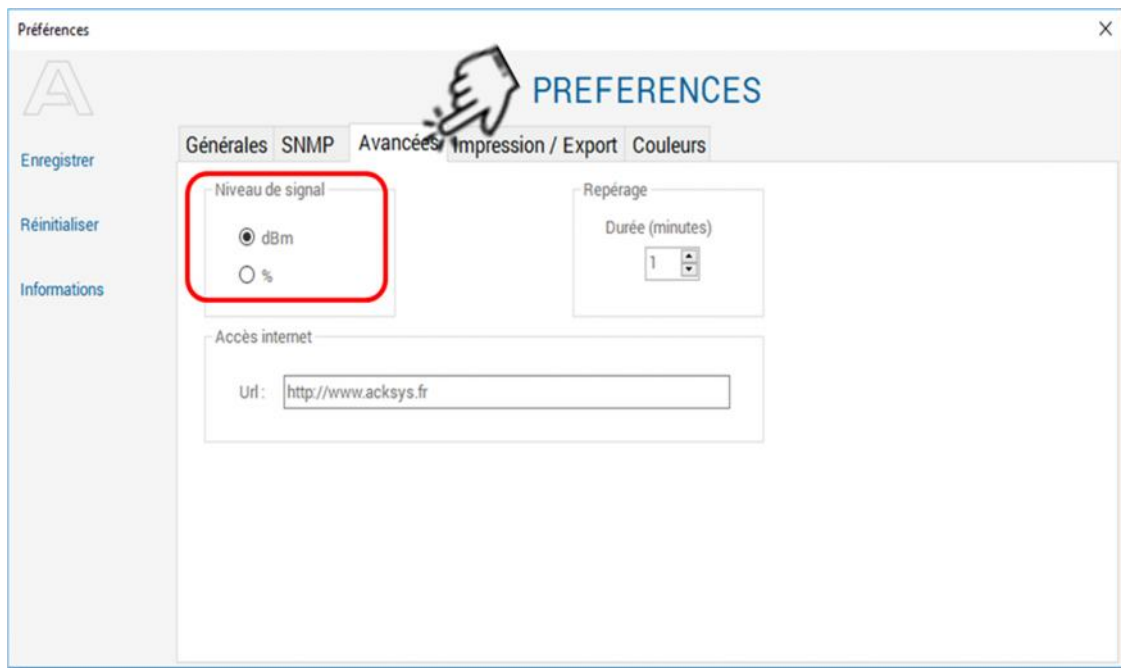 Préférences
PREFERENCES
Générales SNMP Avancées Impression / Export Couleurs
Enregistrer
Réinitialiser
Informations
Niveau de signal
dBm
%
Repérage
Durée (minutes)
1
Accès internet
Url : http://www.acksys.fr